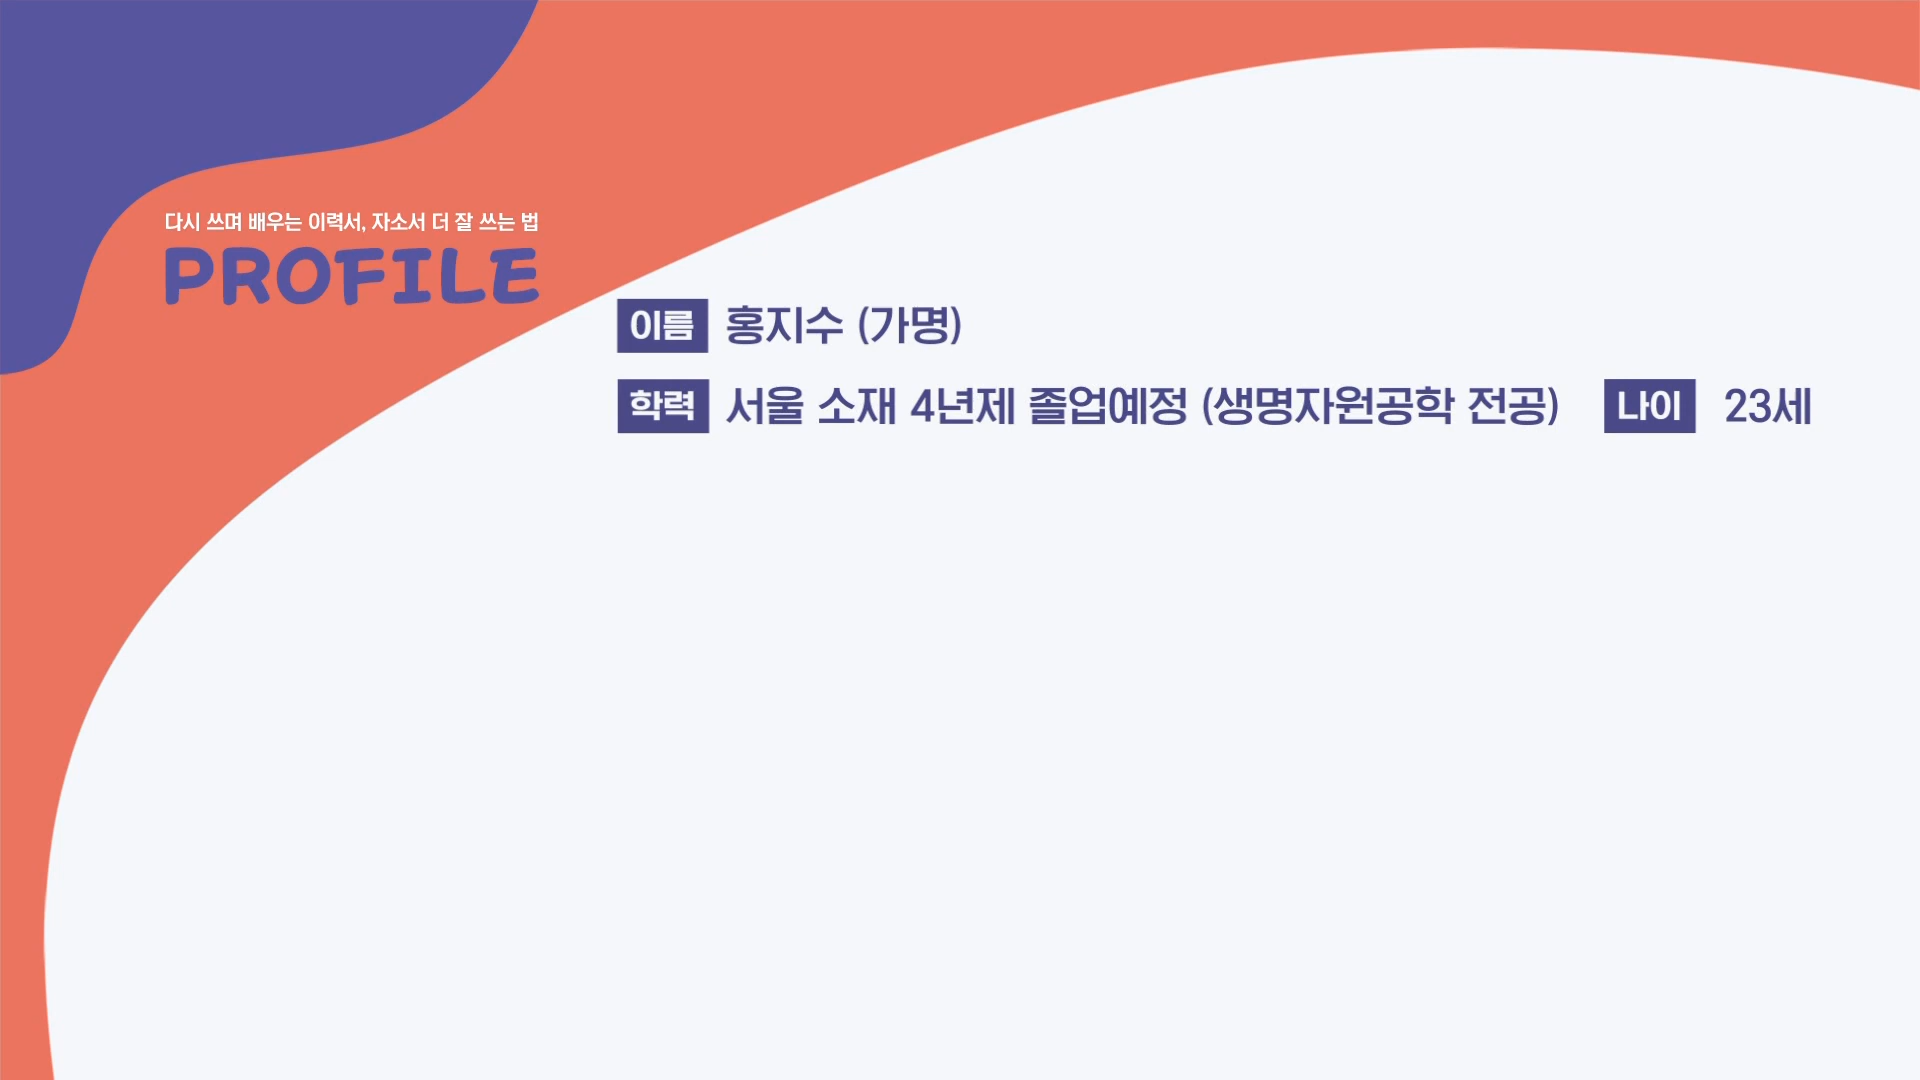 다시 쓰며 배우는 이력서, 자소서 더 잘 쓰는 법
PROFILE
이름 홍지수 (가명)
학력 서울 소재 4년제 졸업예정 (생명자원공학 전공) 나이 23세